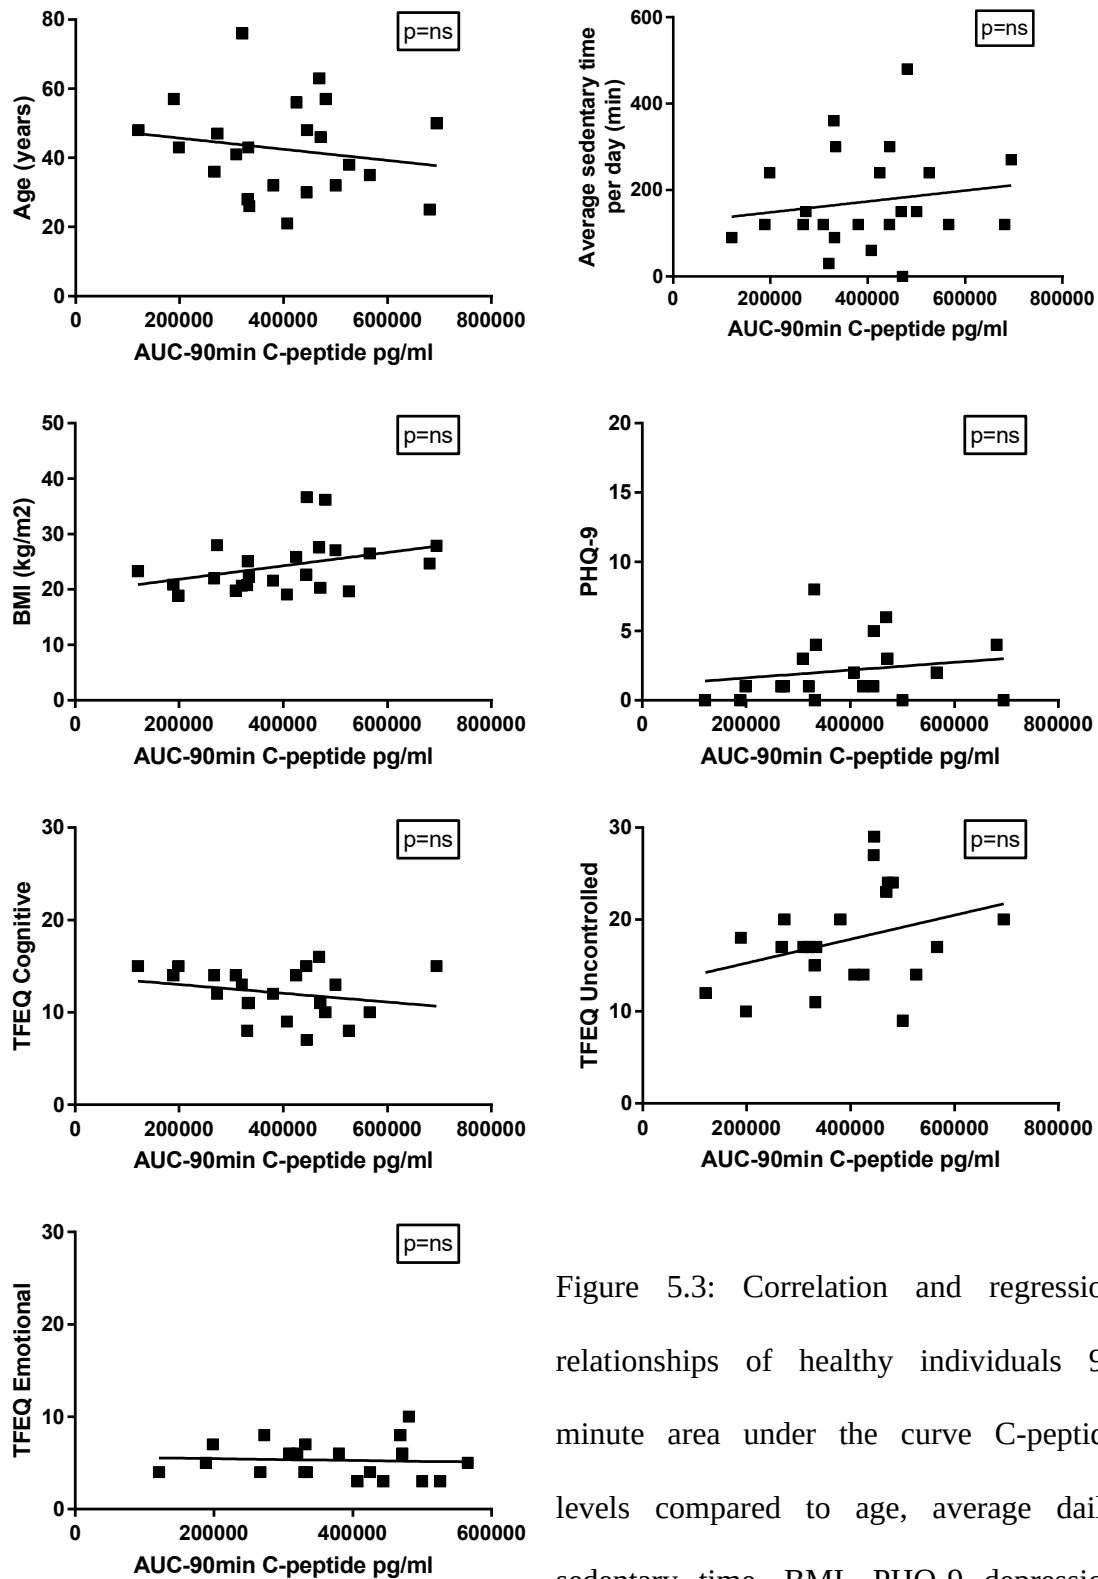 80
60
40
20
0
Age (years)
p=ns
0 200000 400000 600000 800000
AUC-90min C-peptide pg/ml
600
400
200
0
Average sedentary time
per day (min)
p=ns
0 200000 400000 600000 800000
AUC-90min C-peptide pg/ml
50
40
30
20
10
0
BMI (kg/m2)
p=ns
0 200000 400000 600000 800000
AUC-90min C-peptide pg/ml
20
15
10
5
0
PHQ-9
p=ns
0 200000 400000 600000 800000
AUC-90min C-peptide pg/ml
30
20
10
0
TFEQ Cognitive
p=ns
0 200000 400000 600000 800000
AUC-90min C-peptide pg/ml
30
20
10
0
TFEQ Uncontrolled
p=ns
0 200000 400000 600000 800000
AUC-90min C-peptide pg/ml
30
20
10
0
TFEQ Emotional
p=ns
0 200000 400000 600000
AUC-90min C-peptide pg/ml
Figure 5.3: Correlation and regressio
relationships of healthy individuals 9
minute area under the curve C-peptid
levels compared to age, average dail
sedentary time, BMI, PHQ-9 depressio